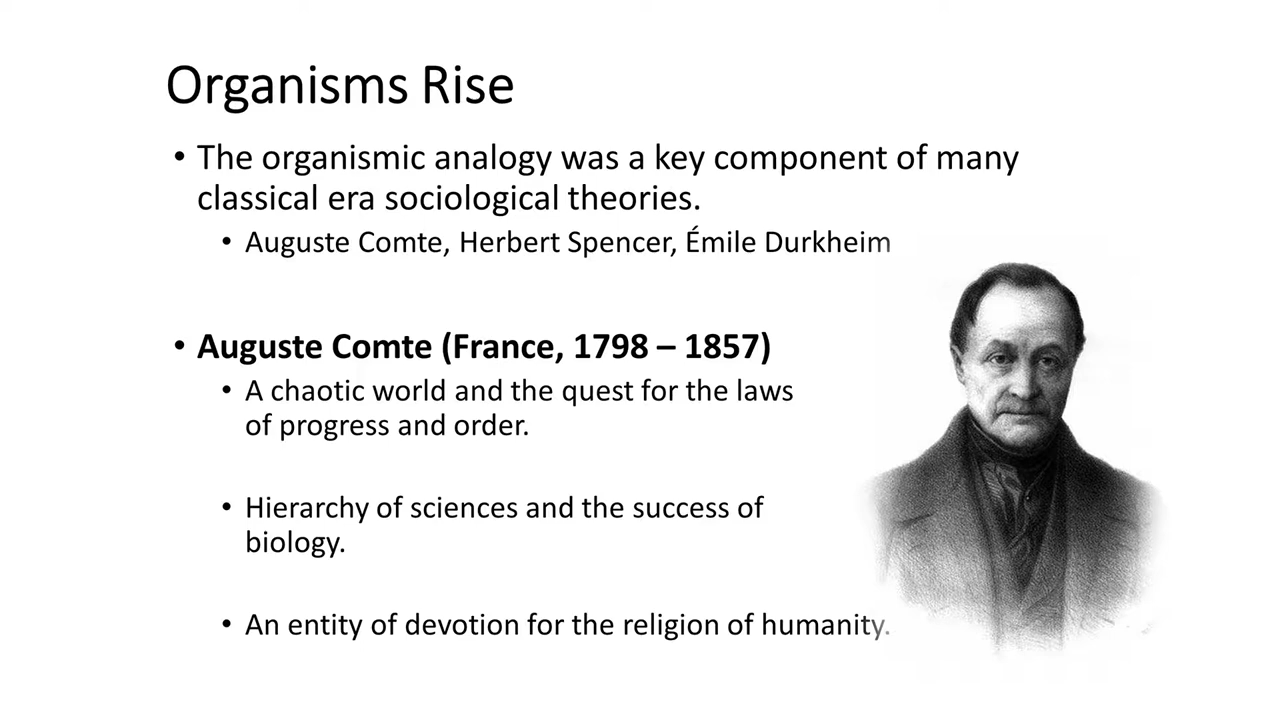 Organisms Rise
• The organismic analogy was a key component of many
classical era sociological theories.
• Auguste Comte, Herbert Spencer, Émile Durkheim
• Auguste Comte (France, 1798 – 1857)
• A chaotic world and the quest for the laws
of progress and order.
• Hierarchy of sciences and the success of
biology.
• An entity of devotion for the religion of humanity.